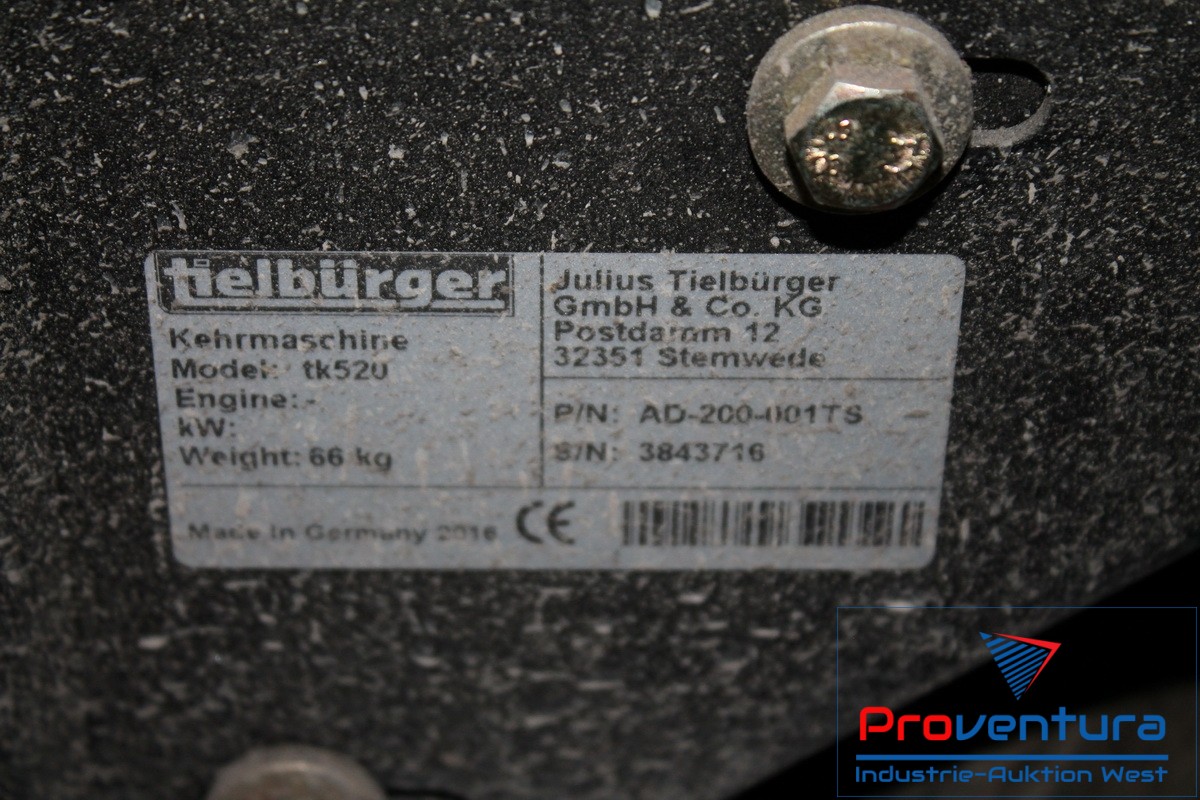 tielbürger
Kehrmaschine
Model: tk520
Engine: -
kW:
Weight: 66 kg
Julius Tielbürger
GmbH & Co. KG
Postdamm 12
32351 Stemwede
P/N: AD-200-001TS
S/N: 3843716
Made In Germany 2016 CE
Proventura
Industrie-Auktion West